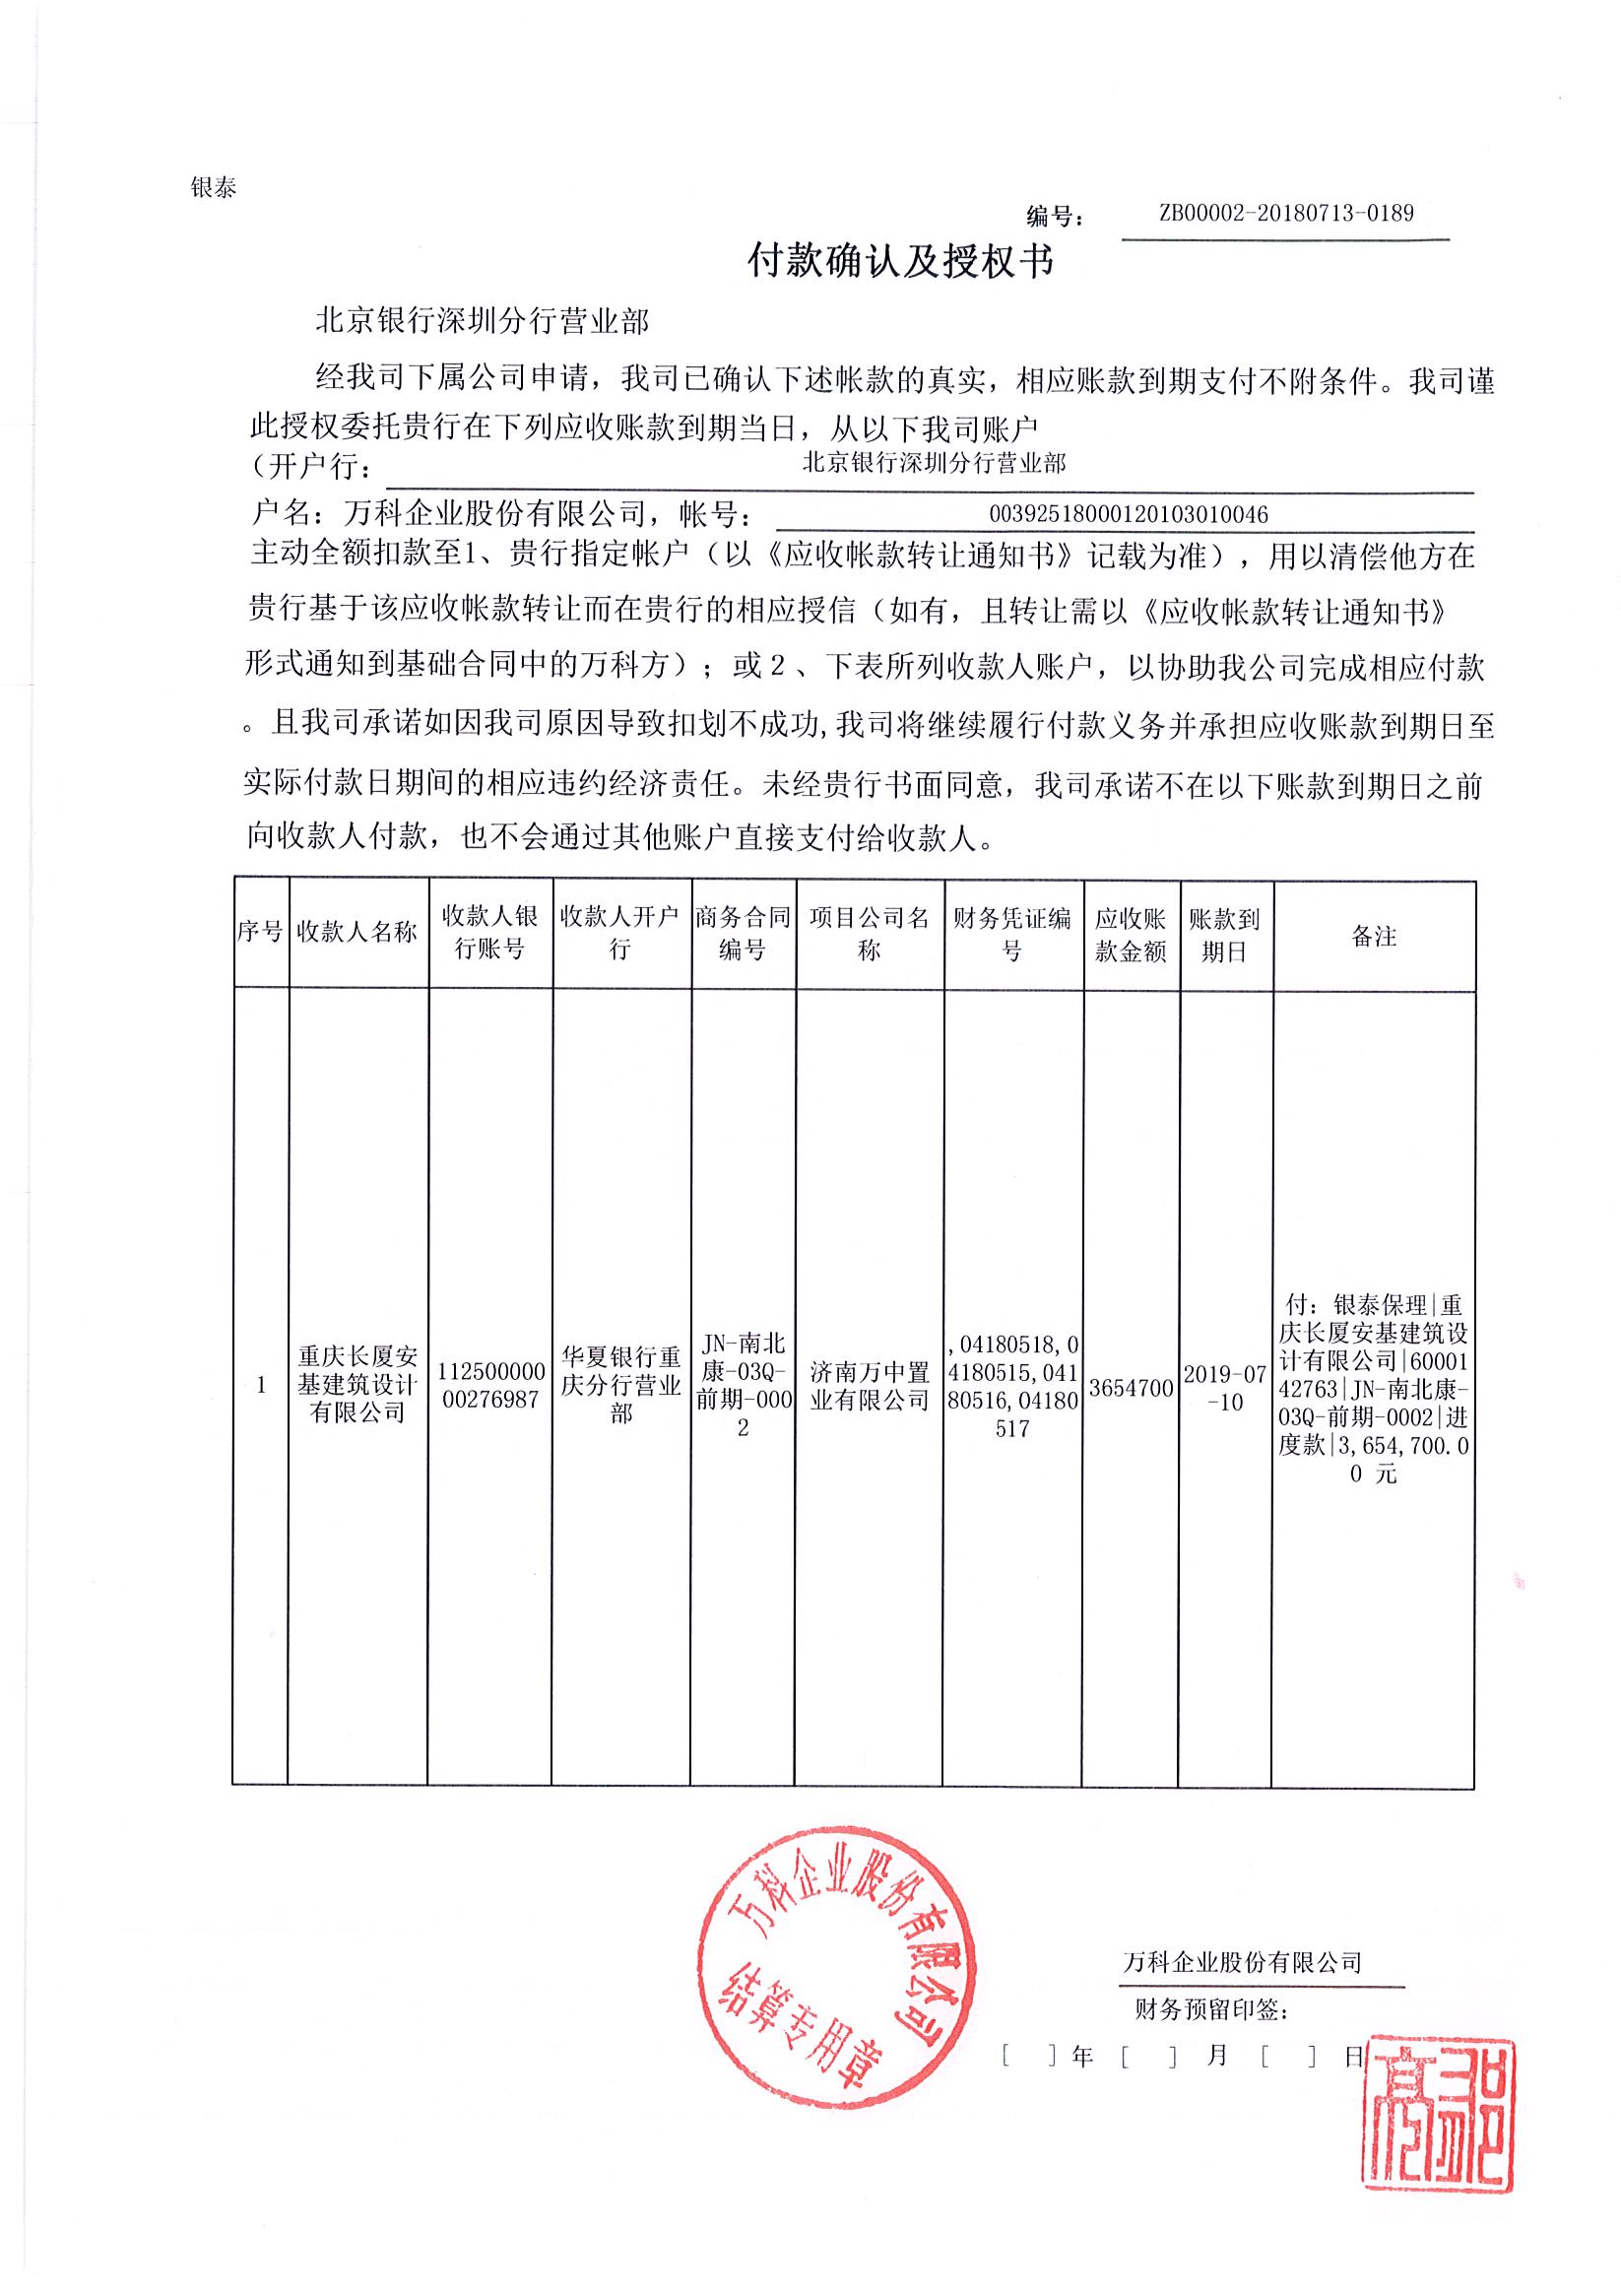 银泰
编号： ZB00002-20180713-0189
付款确认及授权书
北京银行深圳分行营业部
经我司下属公司申请，我司已确认下述帐款的真实，相应账款到期支付不附条件。我司谨
此授权委托贵行在下列应收账款到期当日，从以下我司账户
（开户行： 北京银行深圳分行营业部
户名：万科企业股份有限公司，帐号： 00392518000120103010046
主动全额扣款至1、贵行指定帐户（以《应收帐款转让通知书》记载为准），用以清偿他方在
贵行基于该应收帐款转让而在贵行的相应授信（如有，且转让需以《应收帐款转让通知书》
形式通知到基础合同中的万科方）；或2、下表所列收款人账户，以协助我公司完成相应付款
。且我司承诺如因我司原因导致扣划不成功,我司将继续履行付款义务并承担应收账款到期日至
实际付款日期间的相应违约经济责任。未经贵行书面同意，我司承诺不在以下账款到期日之前
向收款人付款，也不会通过其他账户直接支付给收款人。
序号 收款人名称 收款人银 收款人开户 商务合同 项目公司名 财务凭证编 应收账 账款到 备注
行账号 行 编号 称 号 款金额 期日
付：银泰保理|重
庆长厦安基建筑设
计有限公司|60001
42763|JN-南北康-
03Q-前期-0002|进
度款|3,654,700.0
0 元
1
重庆长厦安
基建筑设计
有限公司
112500000
00276987
华夏银行重
庆分行营业
部
JN-南北
康-03Q-
前期-000
2
济南万中置
业有限公司
,04180518,0
4180515,041
80516,04180
517
3654700
2019-07
-10
万科企业股份有限公司
结算专用章
万科企业股份有限公司
财务预留印签：
[ ]年 [ ] 月 [ ] 日